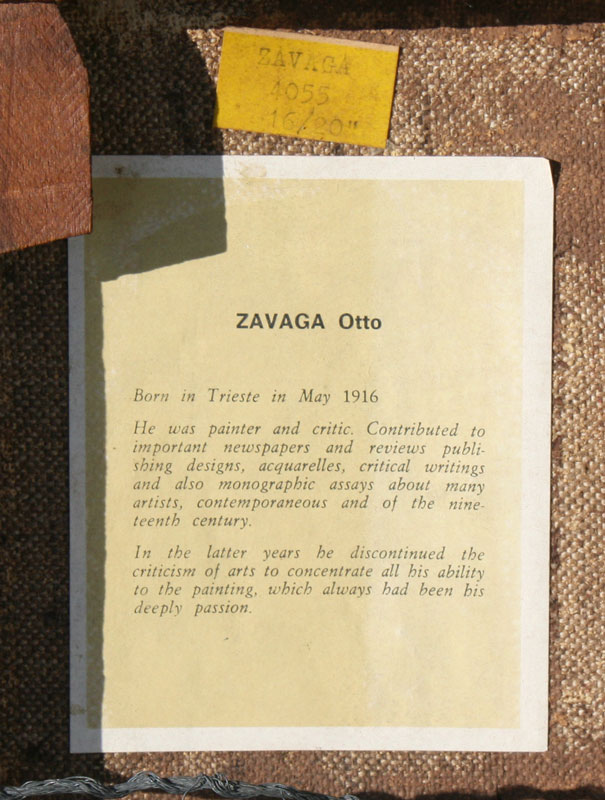 ZAVAGA
4055
16/20"
ZAVAGA Otto
Born in Trieste in May 1916
He was painter and critic. Contributed to
important newspapers and reviews publi-
shing designs, acquarelles, critical writings
and also monographic assays about many
artists, contemporaneous and of the nine-
teenth century.
In the latter years he discontinued the
criticism of arts to concentrate all his ability
to the painting, which always had been his
deeply passion.